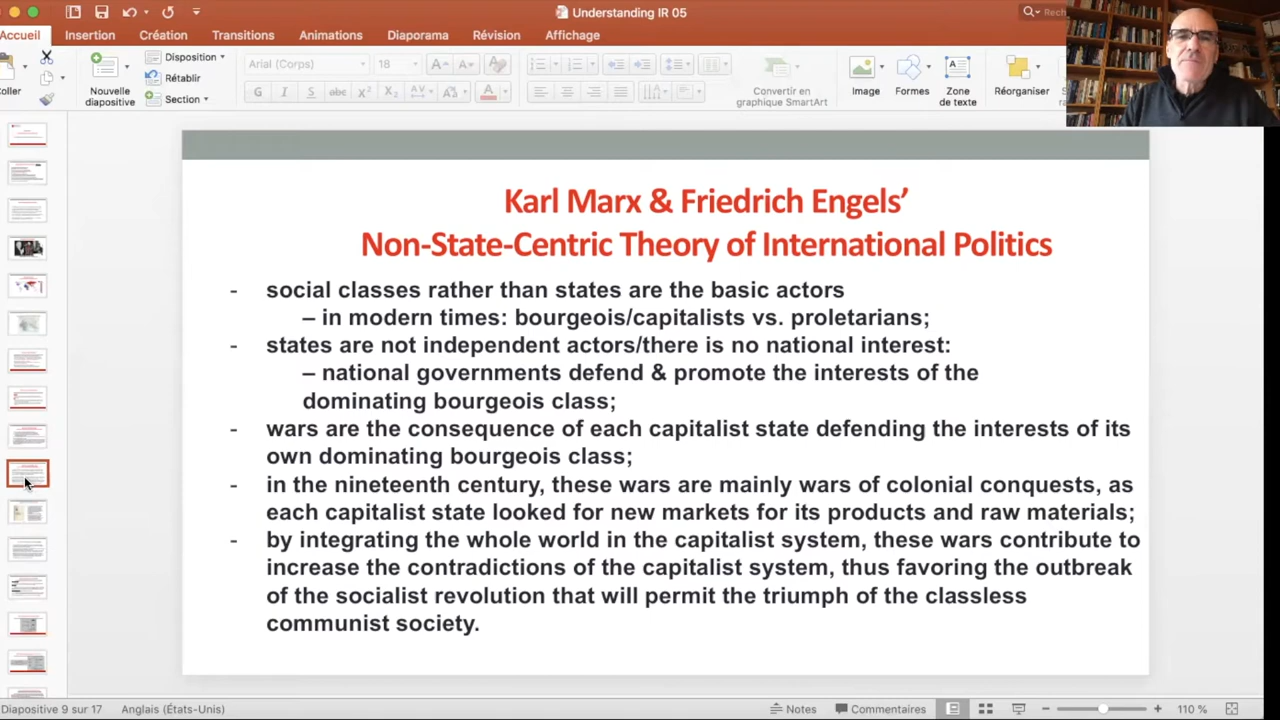 Understanding IR 05
Rech
Accueil Insertion Création Transitions Animations Diaporama Révision Affichage
oller
Nouvelle diapositive
Disposition
Rétablir
Section
Arial (Corps) 18
G I S abc X² X₂ AV Aa A
Convertir en graphique SmartArt
Image
Formes
Zone de texte
Réorganiser
Karl Marx & Friedrich Engels’
Non-State-Centric Theory of International Politics
- social classes rather than states are the basic actors
– in modern times: bourgeois/capitalists vs. proletarians;
- states are not independent actors/there is no national interest:
– national governments defend & promote the interests of the
dominating bourgeois class;
- wars are the consequence of each capitalist state defending the interests of its
own dominating bourgeois class;
- in the nineteenth century, these wars are mainly wars of colonial conquests, as
each capitalist state looked for new markets for its products and raw materials;
- by integrating the whole world in the capitalist system, these wars contribute to
increase the contradictions of the capitalist system, thus favoring the outbreak
of the socialist revolution that will permit the triumph of the classless
communist society.
Diapositive 9 sur 17 Anglais (États-Unis) Notes Commentaires 110 %